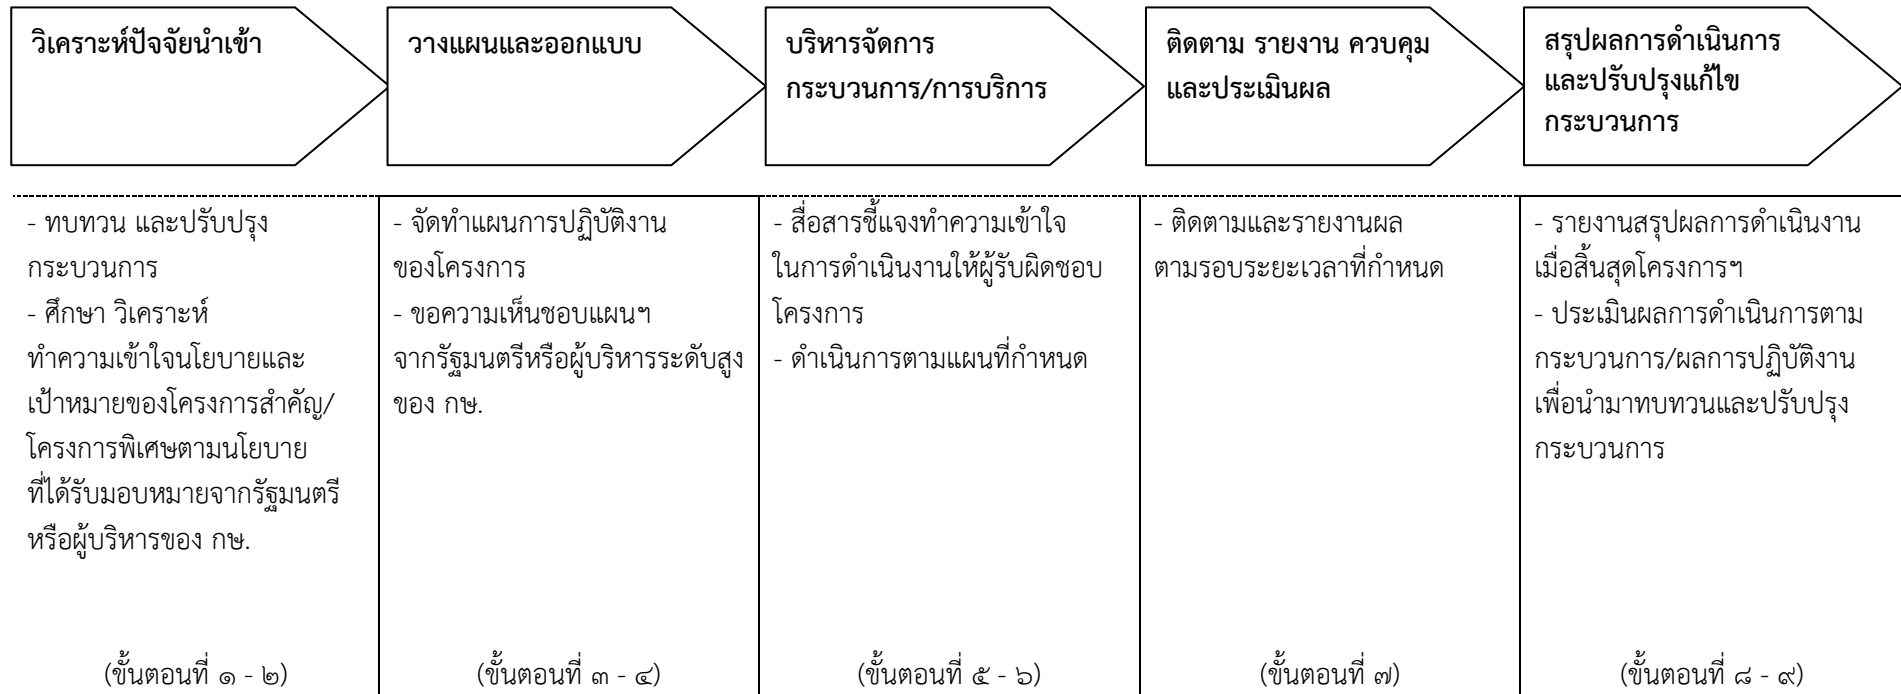 วิเคราะห์ปัจจัยนำเข้า
วางแผนและออกแบบ
บริหารจัดการ
กระบวนการ/การบริการ
ติดตาม รายงาน ควบคุม
และประเมินผล
สรุปผลการดำเนินการ
และปรับปรุงแก้ไข
กระบวนการ
- ทบทวน และปรับปรุง
กระบวนการ
- ศึกษา วิเคราะห์
ทำความเข้าใจนโยบายและ
เป้าหมายของโครงการสำคัญ/
โครงการพิเศษตามนโยบาย
ที่ได้รับมอบหมายจากรัฐมนตรี
หรือผู้บริหารของ กษ.
(ขั้นตอนที่ ๑ - ๒)
- จัดทำแผนการปฏิบัติงาน
ของโครงการ
- ขอความเห็นชอบแผนฯ
จากรัฐมนตรีหรือผู้บริหารระดับสูง
ของ กษ.
(ขั้นตอนที่ ๓ - ๔)
- สื่อสารชี้แจงทำความเข้าใจ
ในการดำเนินงานให้ผู้รับผิดชอบ
โครงการ
- ดำเนินการตามแผนที่กำหนด
(ขั้นตอนที่ ๕ - ๖)
- ติดตามและรายงานผล
ตามรอบระยะเวลาที่กำหนด
(ขั้นตอนที่ ๗)
- รายงานสรุปผลการดำเนินงาน
เมื่อสิ้นสุดโครงการฯ
- ประเมินผลการดำเนินการตาม
กระบวนการ/ผลการปฏิบัติงาน
เพื่อนำมาทบทวนและปรับปรุง
กระบวนการ
(ขั้นตอนที่ ๘ - ๙)